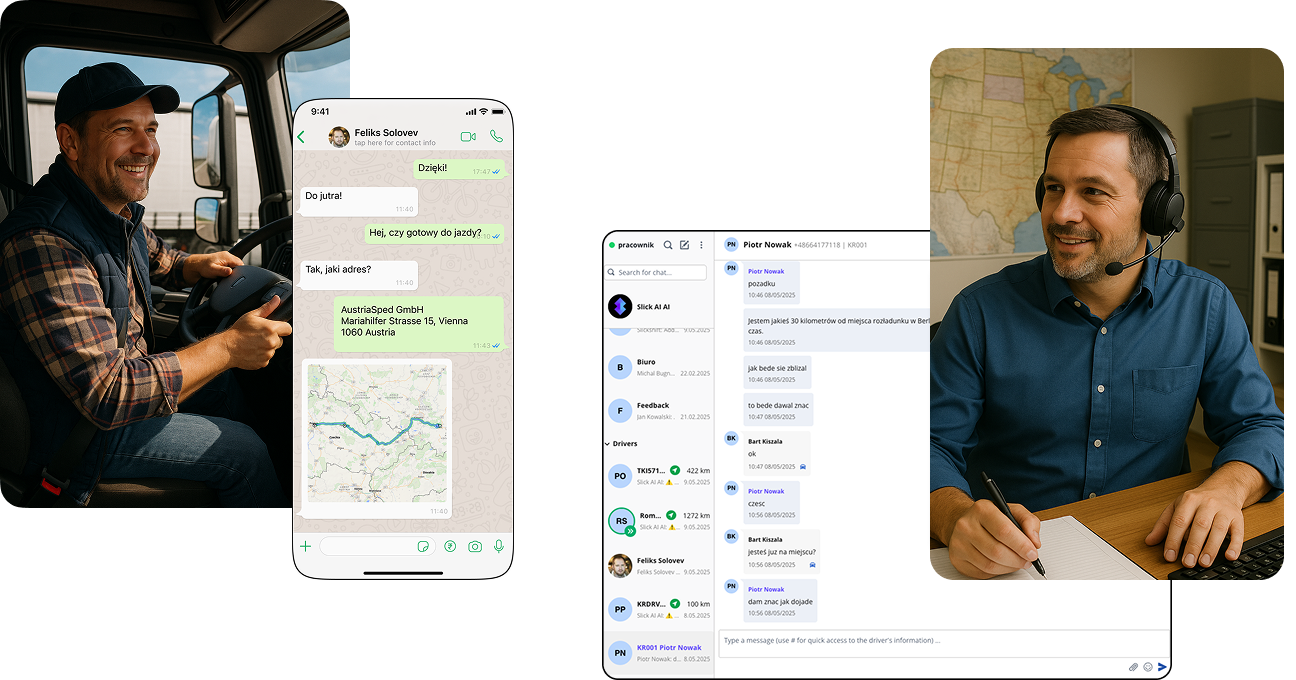 9:41
Feliks Solovev
tap here for contact info
Dzięki!
17:47
Do jutra!
11:40
Hej, czy gotowy do jazdy?
Tak, jaki adres?
11:40
AustriaSped GmbH
Mariahilfer Strasse 15, Vienna
1060 Austria
11:43
11:40
pracownik
Search for chat...
Slick AI AI
Slickshift: Add... 9.05.2025
B
Biuro
Michal Bugn... 22.02.2025
F
Feedback
Jan Kowalski: . 21.02.2025
Drivers
PO
TKI571... 422 km
Slick AI AI: ... 9.05.2025
RS
Rom... 1272 km
Slick AI AI: ... 9.05.2025
Feliks Solovev
Feliks Solovev ... 9.05.2025
PP
KRDRV... 100 km
Slick AI AI: ... 8.05.2025
PN
KR001 Piotr Nowak
Piotr Nowak: d... 8.05.2025
PN
Piotr Nowak +48664177118 | KR001
PN
Piotr Nowak
pozadku
10:46 08/05/2025
Jestem jakieś 30 kilometrów od miejsca rozładunku w Berl
czas.
10:46 08/05/2025
jak bede sie zblizal
10:46 08/05/2025
to bede dawal znac
10:47 08/05/2025
BK
Bart Kiszala
ok
10:47 08/05/2025
PN
Piotr Nowak
czesc
10:56 08/05/2025
BK
Bart Kiszala
jesteś juz na miejscu?
10:56 08/05/2025
PN
Piotr Nowak
dam znac jak dojade
10:56 08/05/2025
Type a message (use # for quick access to the driver's information) ...